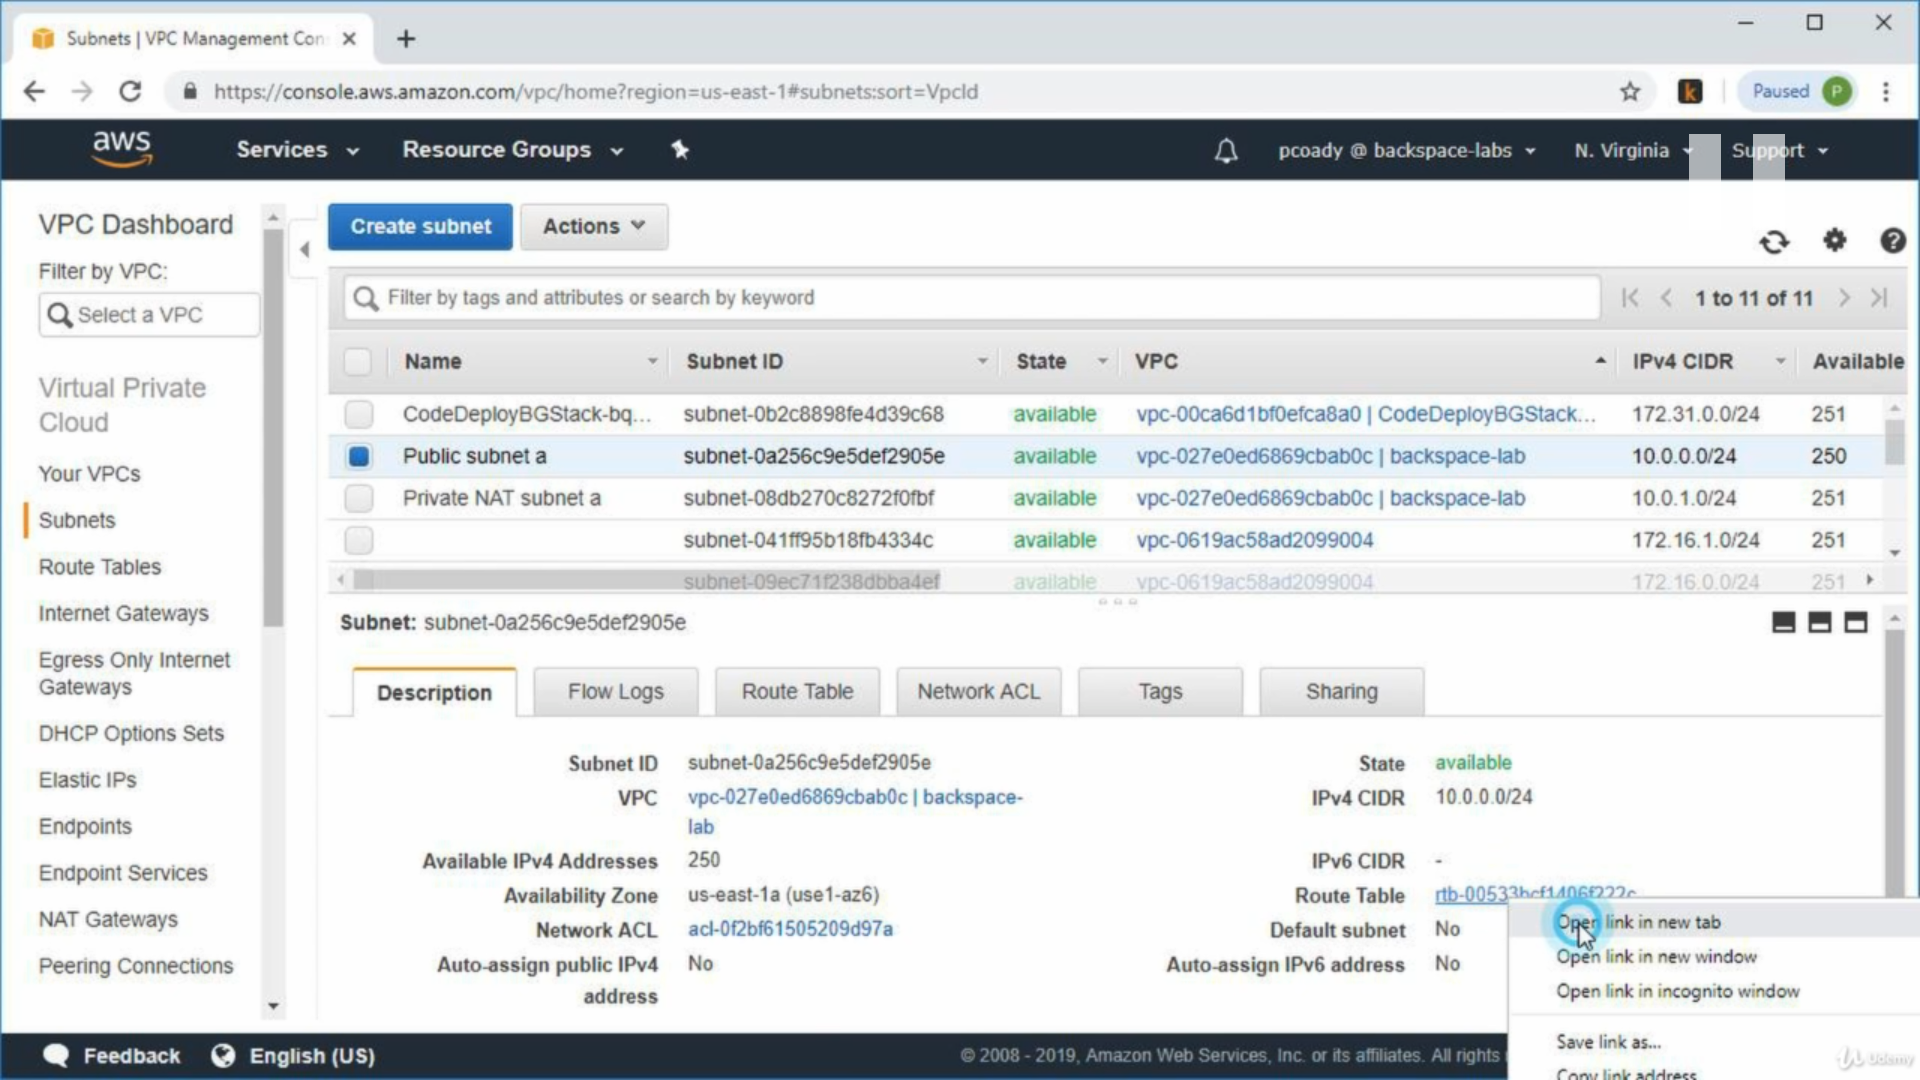 Subnets | VPC Management Con
https://console.aws.amazon.com/vpc/home?region=us-east-1#subnets:sort=VpcId
k
Paused
P
aws
Services
Resource Groups
pcoady @ backspace-labs
N. Virginia
Support
VPC Dashboard
Filter by VPC:
Select a VPC
Virtual Private
Cloud
Your VPCs
Subnets
Route Tables
Internet Gateways
Egress Only Internet
Gateways
DHCP Options Sets
Elastic IPs
Endpoints
Endpoint Services
NAT Gateways
Peering Connections
Create subnet
Actions
Filter by tags and attributes or search by keyword
1 to 11 of 11
Name Subnet ID State VPC IPv4 CIDR Available
CodeDeployBGStack-bq... subnet-0b2c8898fe4d39c68 available vpc-00ca6d1bf0efca8a0 | CodeDeployBGStack... 172.31.0.0/24 251
Public subnet a subnet-0a256c9e5def2905e available vpc-027e0ed6869cbab0c | backspace-lab 10.0.0.0/24 250
Private NAT subnet a subnet-08db270c8272f0fbf available vpc-027e0ed6869cbab0c | backspace-lab 10.0.1.0/24 251
subnet-041ff95b18fb4334c available vpc-0619ac58ad2099004 172.16.1.0/24 251
subnet-09ec71f238dbba4ef available vpc-0619ac58ad2099004 172.16.0.0/24 251
Subnet: subnet-0a256c9e5def2905e
Description
Flow Logs
Route Table
Network ACL
Tags
Sharing
Subnet ID subnet-0a256c9e5def2905e
VPC vpc-027e0ed6869cbab0c | backspace-
lab
Available IPv4 Addresses 250
Availability Zone us-east-1a (use1-az6)
Network ACL acl-0f2bf61505209d97a
Auto-assign public IPv4 No
address
State available
IPv4 CIDR 10.0.0.0/24
IPv6 CIDR -
Route Table rtb-00533bcf1406f222c
Default subnet No
Auto-assign IPv6 address No
Open link in new tab
Open link in new window
Open link in incognito window
Save link as...
Copy link address
Feedback
English (US)
© 2008 - 2019, Amazon Web Services, Inc. or its affiliates. All rights
Udemy